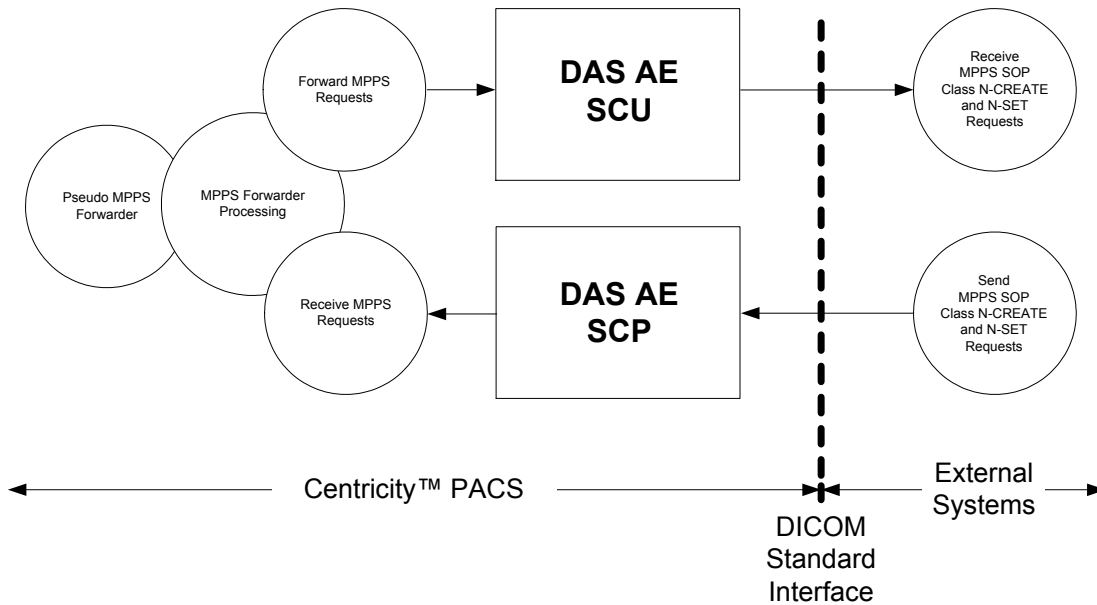 Forward MPPS
Requests
DAS AE
SCU
Receive
MPPS SOP
Class N-CREATE
and N-SET
Requests
Pseudo MPPS
Forwarder
MPPS Forwarder
Processing
Receive MPPS
Requests
DAS AE
SCP
Send
MPPS SOP
Class N-CREATE
and N-SET
Requests
Centricity™ PACS
External
Systems
DICOM
Standard
Interface